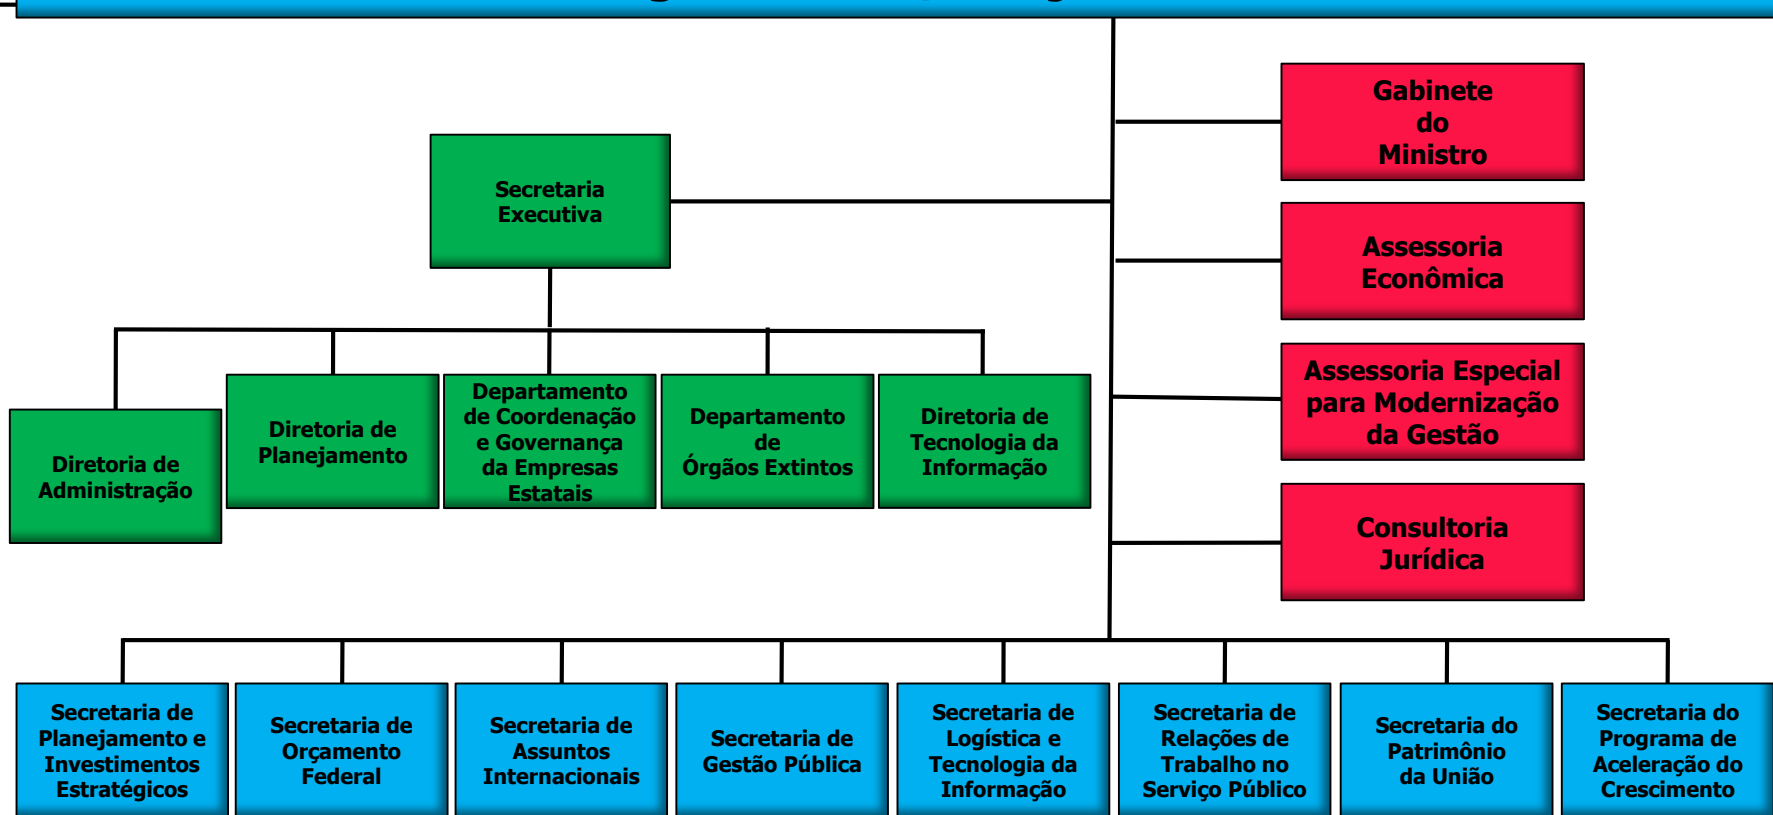 Gabinete
do
Ministro
Secretaria
Executiva
Assessoria
Econômica
Assessoria Especial
para Modernização
da Gestão
Diretoria de
Administração
Diretoria de
Planejamento
Departamento
de Coordenação
e Governança
da Empresas
Estatais
Departamento
de
Órgãos Extintos
Diretoria de
Tecnologia da
Informação
Consultoria
Jurídica
Secretaria de
Planejamento e
Investimentos
Estratégicos
Secretaria de
Orçamento
Federal
Secretaria de
Assuntos
Internacionais
Secretaria de
Gestão Pública
Secretaria de
Logística e
Tecnologia da
Informação
Secretaria de
Relações de
Trabalho no
Serviço Público
Secretaria do
Patrimônio
da União
Secretaria do
Programa de
Aceleração do
Crescimento